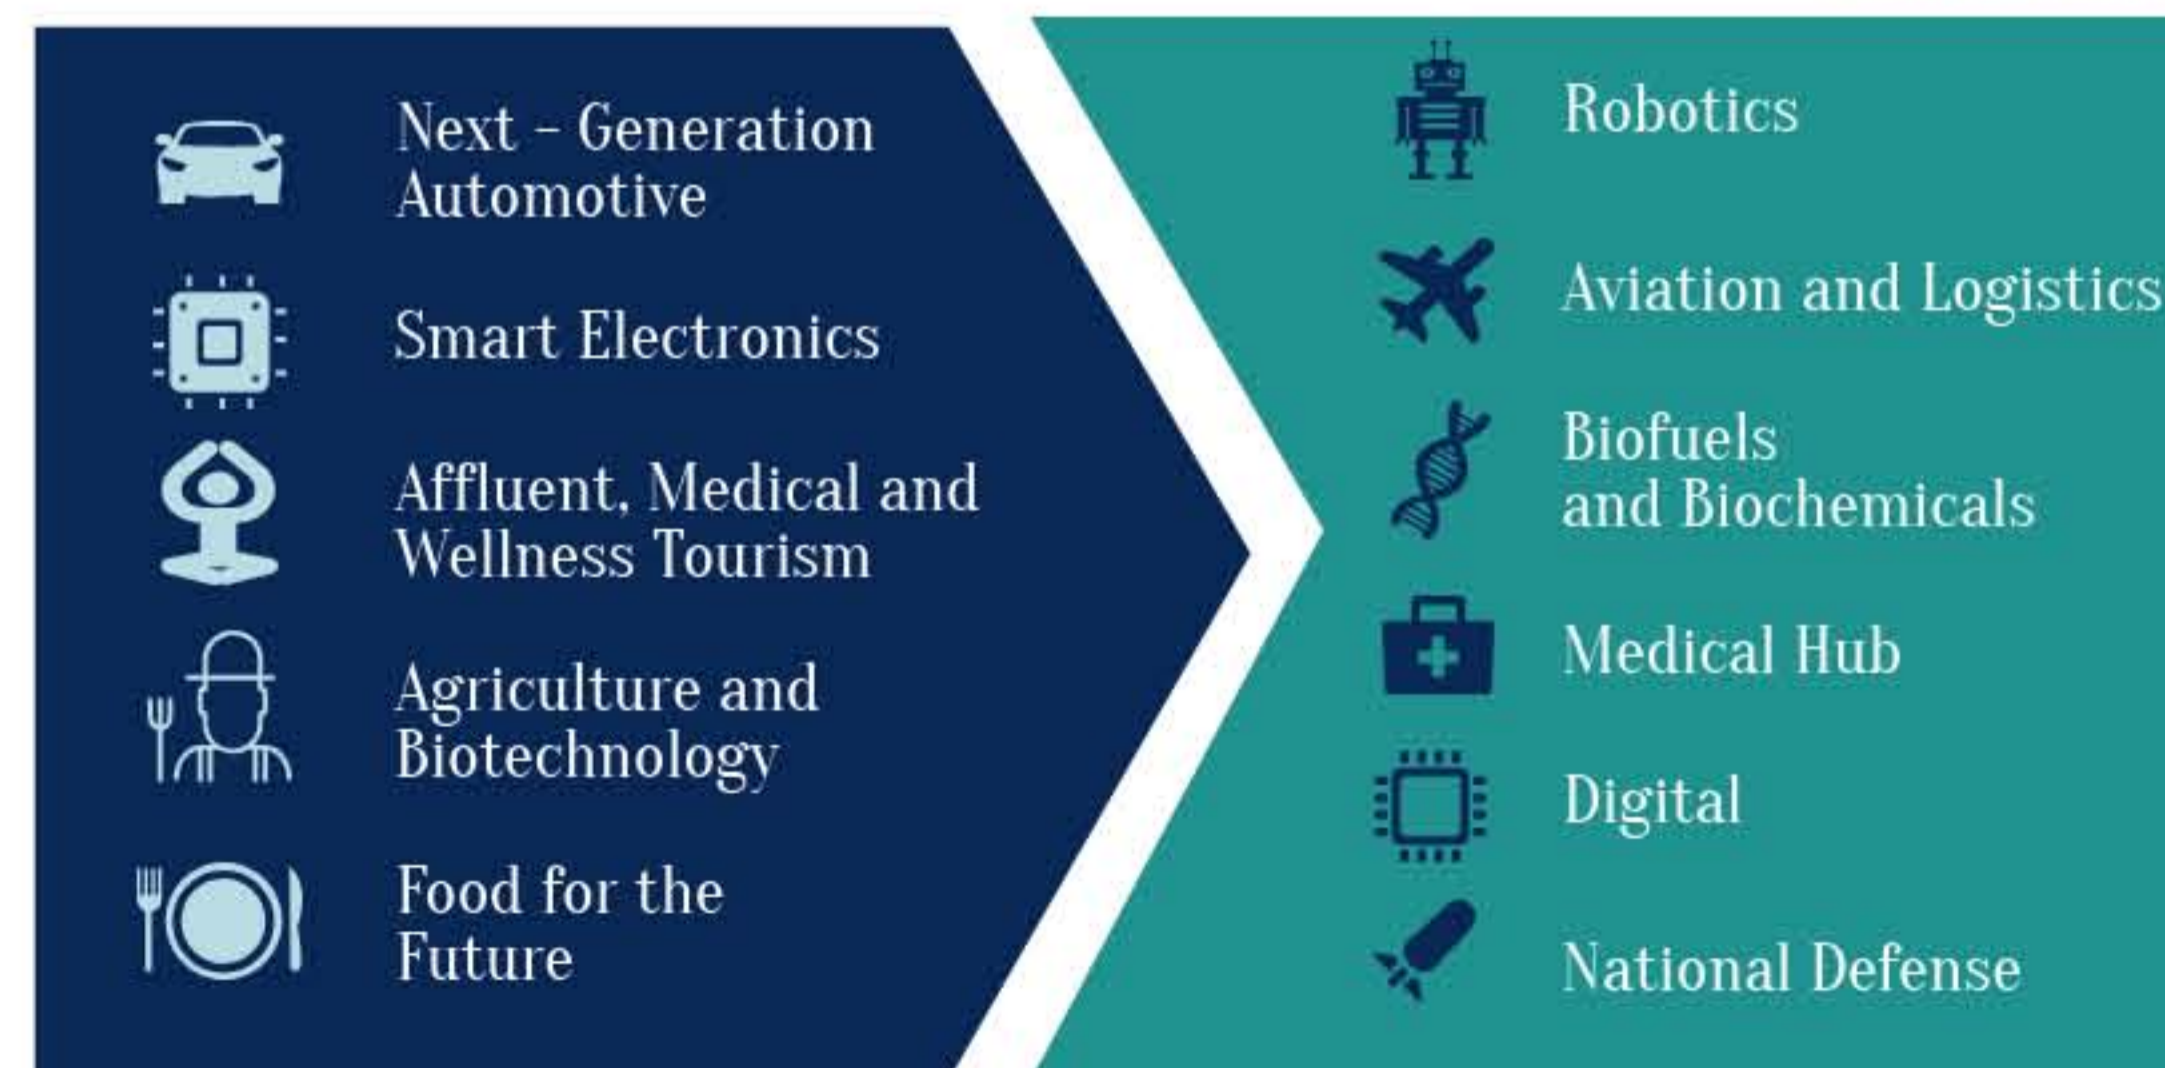 Next - Generation
Automotive
Smart Electronics
Affluent, Medical and
Wellness Tourism
Agriculture and
Biotechnology
Food for the
Future
Robotics
Aviation and Logistics
Biofuels
and Biochemicals
Medical Hub
Digital
National Defense